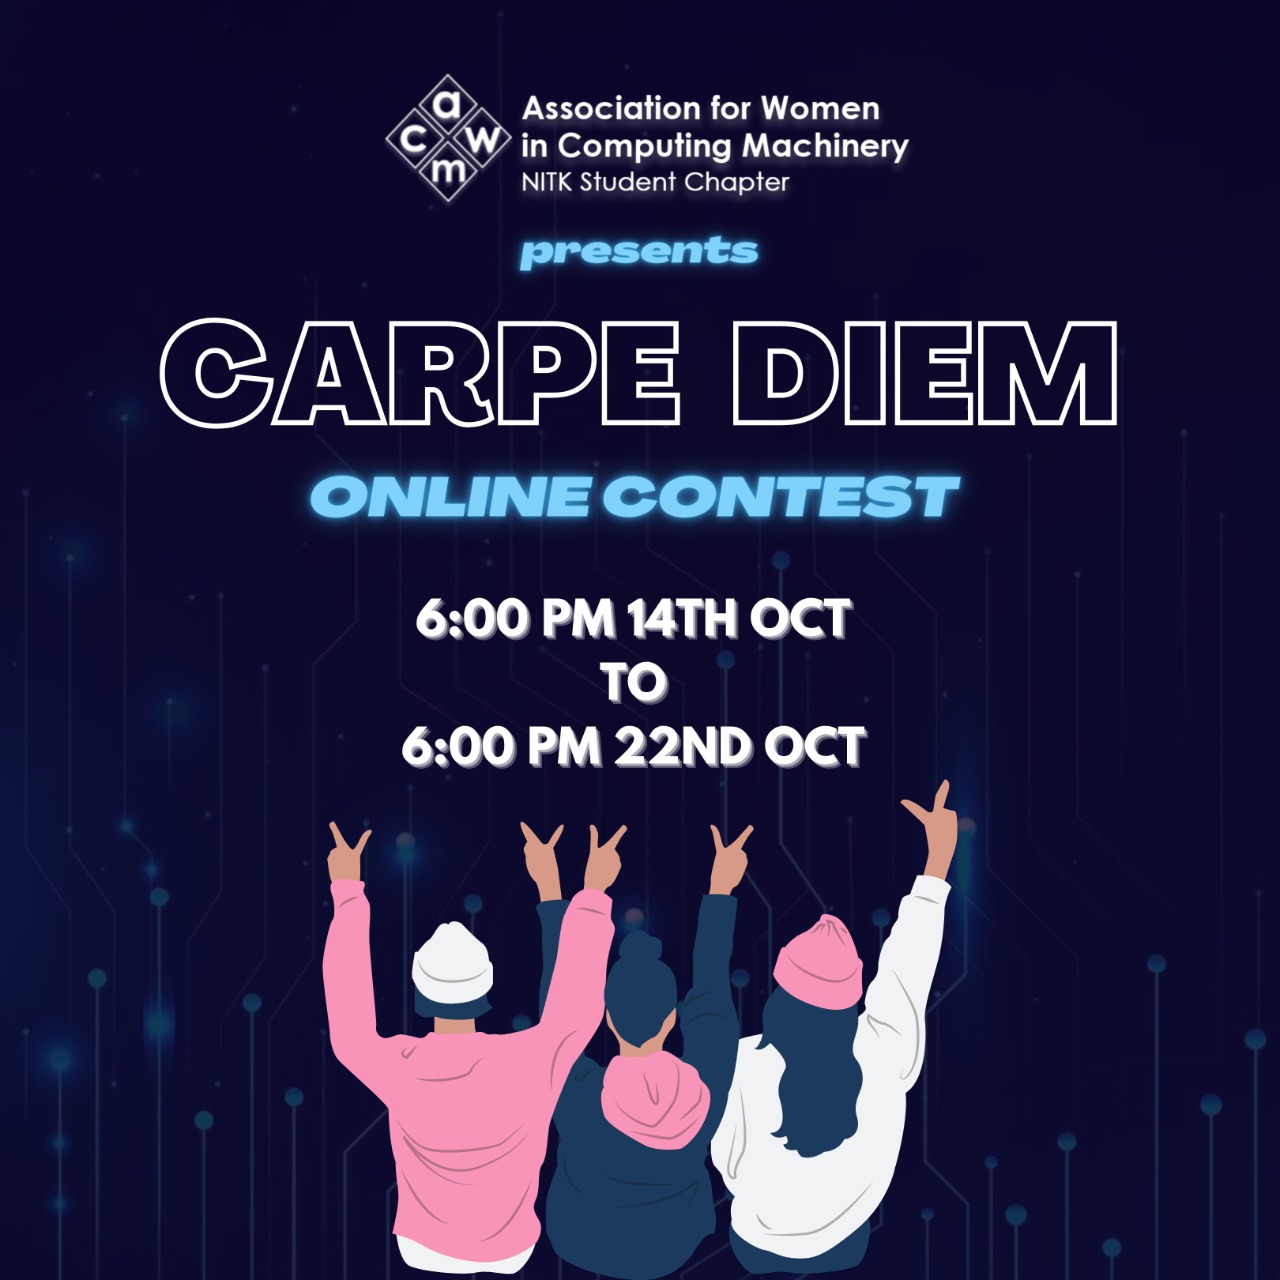 a
c w
m
Association for Women
in Computing Machinery
NITK Student Chapter
presents
CARPE DIEM
ONLINE CONTEST
6:00 PM 14TH OCT
TO
6:00 PM 22ND OCT